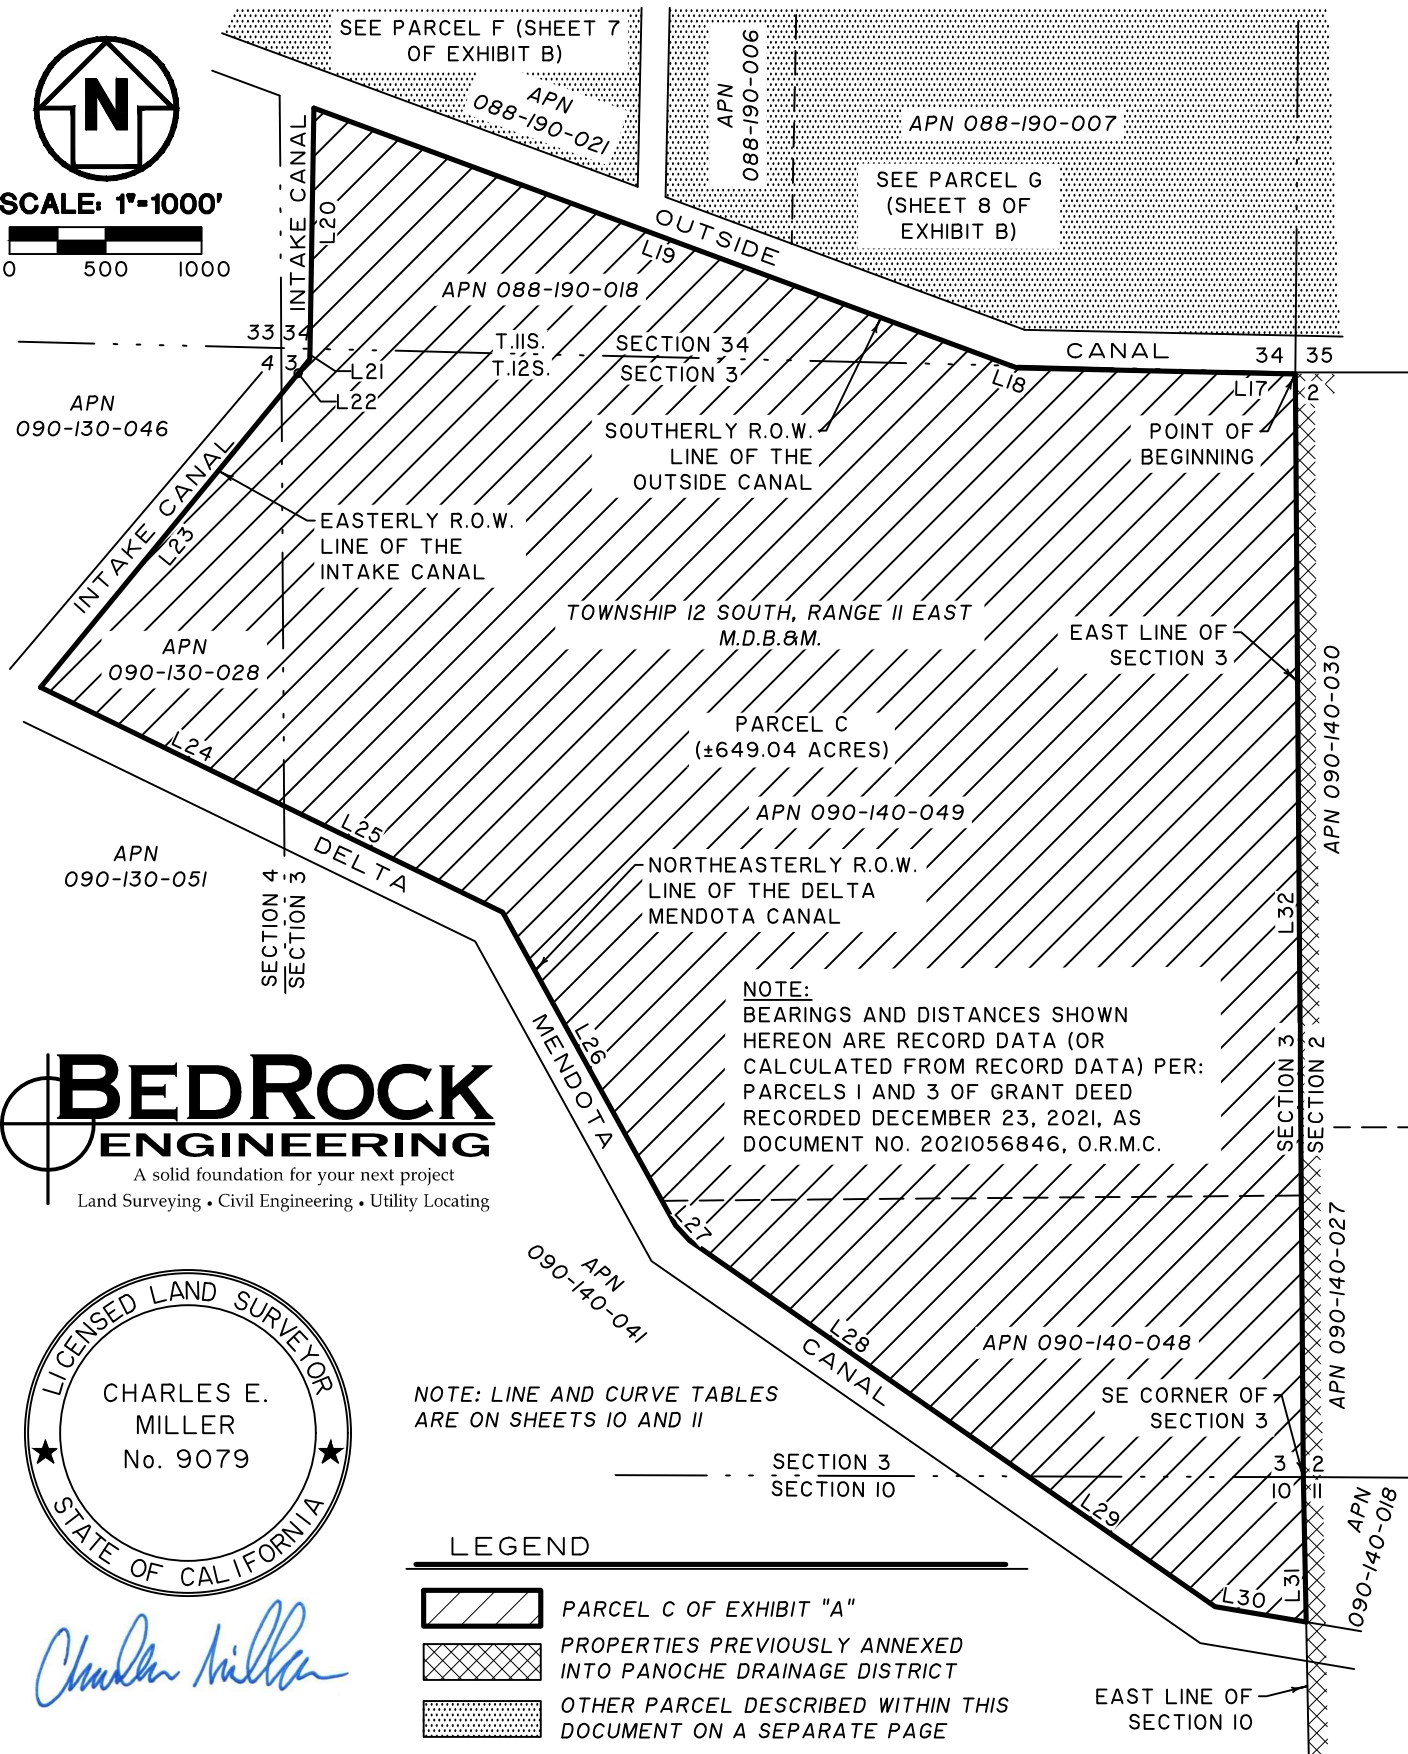 SEE PARCEL F (SHEET 7
OF EXHIBIT B)
APN
088-190-021
APN
088-190-006
APN 088-190-007
SEE PARCEL G
(SHEET 8 OF
EXHIBIT B)
N
SCALE: 1"=1000'
0 500 1000
INTAKE CANAL
INTAKE CANAL
L20
OUTSIDE
L19
APN 088-190-018
33 34
4 3
T.11S.
T.12S.
SECTION 34
SECTION 3
CANAL
34 35
2
L21
L22
L18
L17
APN
090-130-046
SOUTHERLY R.O.W.
LINE OF THE
OUTSIDE CANAL
POINT OF
BEGINNING
INTAKE CANAL
L23
EASTERLY R.O.W.
LINE OF THE
INTAKE CANAL
TOWNSHIP 12 SOUTH, RANGE 11 EAST
M.D.B.&M.
EAST LINE OF
SECTION 3
APN 090-140-030
APN
090-130-028
PARCEL C
(±649.04 ACRES)
L24
L25
DELTA
APN 090-140-049
APN
090-130-051
SECTION 4
SECTION 3
NORTHEASTERLY R.O.W.
LINE OF THE DELTA
MENDOTA CANAL
L32
NOTE:
BEARINGS AND DISTANCES SHOWN
HEREON ARE RECORD DATA (OR
CALCULATED FROM RECORD DATA) PER:
PARCELS 1 AND 3 OF GRANT DEED
RECORDED DECEMBER 23, 2021, AS
DOCUMENT NO. 2021056846, O.R.M.C.
L26
MENDOTA
SECTION 3
SECTION 2
BEDROCK
ENGINEERING
A solid foundation for your next project
Land Surveying • Civil Engineering • Utility Locating
L27
APN
090-140-041
APN 090-140-027
L28
CANAL
APN 090-140-048
LICENSED LAND SURVEYOR
CHARLES E.
MILLER
No. 9079
STATE OF CALIFORNIA
Charles Miller
NOTE: LINE AND CURVE TABLES
ARE ON SHEETS 10 AND 11
SE CORNER OF
SECTION 3
SECTION 3
SECTION 10
3 2
10 11
L29
APN
090-140-018
L30
L31
LEGEND
PARCEL C OF EXHIBIT "A"
PROPERTIES PREVIOUSLY ANNEXED
INTO PANOCHE DRAINAGE DISTRICT
OTHER PARCEL DESCRIBED WITHIN THIS
DOCUMENT ON A SEPARATE PAGE
EAST LINE OF
SECTION 10